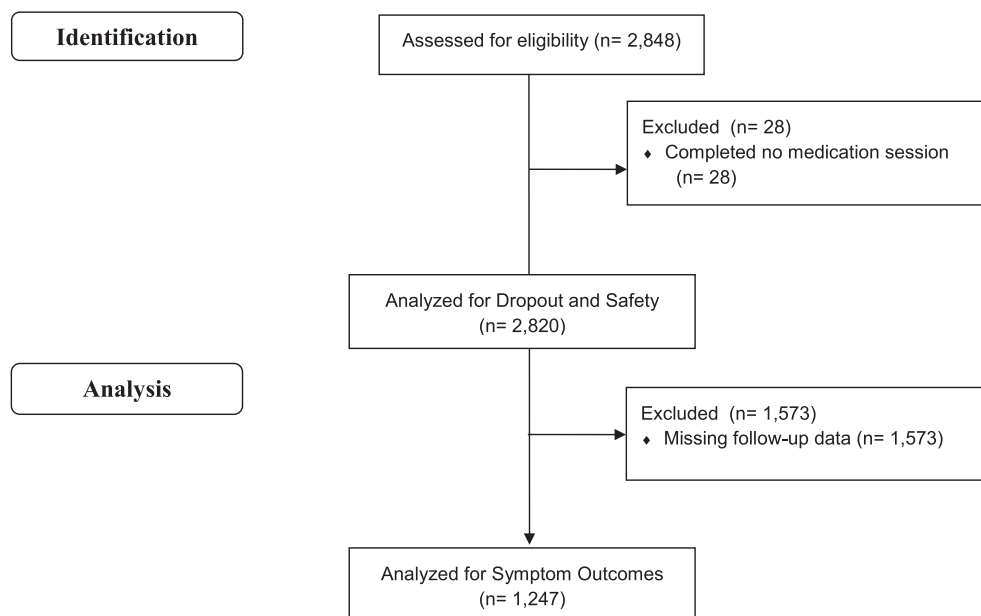 Identification
Assessed for eligibility (n= 2,848)
Excluded (n= 28)
♦ Completed no medication session
(n= 28)
Analyzed for Dropout and Safety
(n= 2,820)
Analysis
Excluded (n= 1,573)
♦ Missing follow-up data (n= 1,573)
Analyzed for Symptom Outcomes
(n= 1,247)